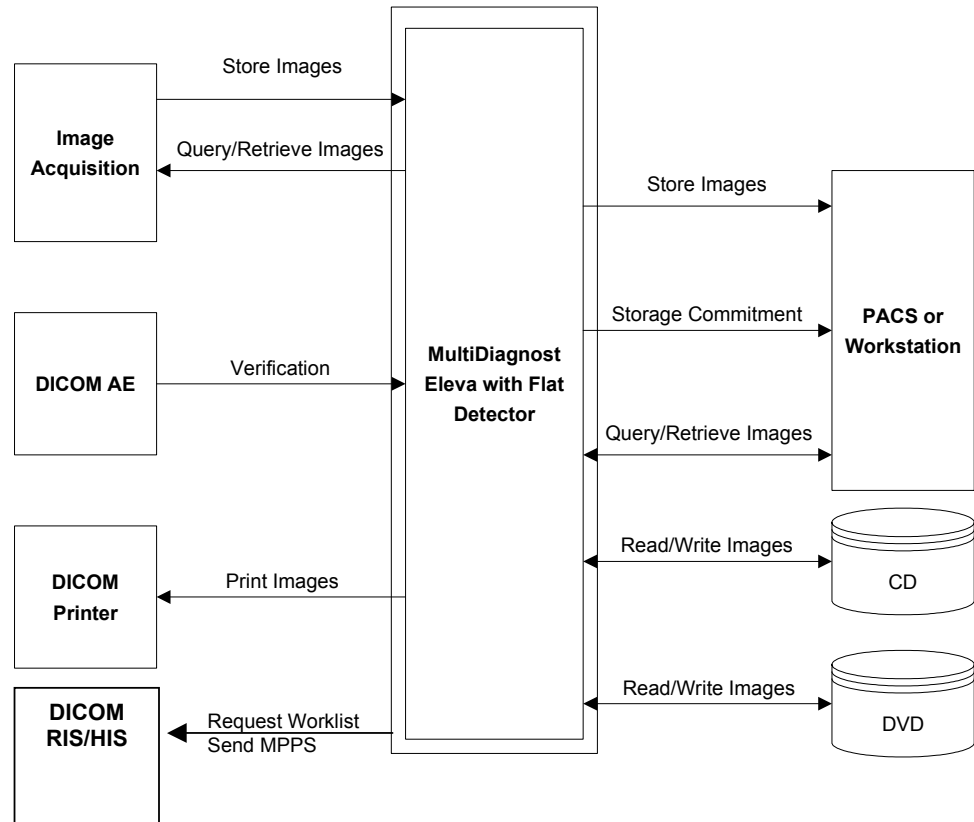 Store Images
Image
Acquisition
Query/Retrieve Images
Store Images
Storage Commitment
PACS or
Workstation
MultiDiagnost
Eleva with Flat
Detector
DICOM AE
Verification
Query/Retrieve Images
Read/Write Images
CD
DICOM
Printer
Print Images
Read/Write Images
DVD
DICOM
RIS/HIS
Request Worklist
Send MPPS